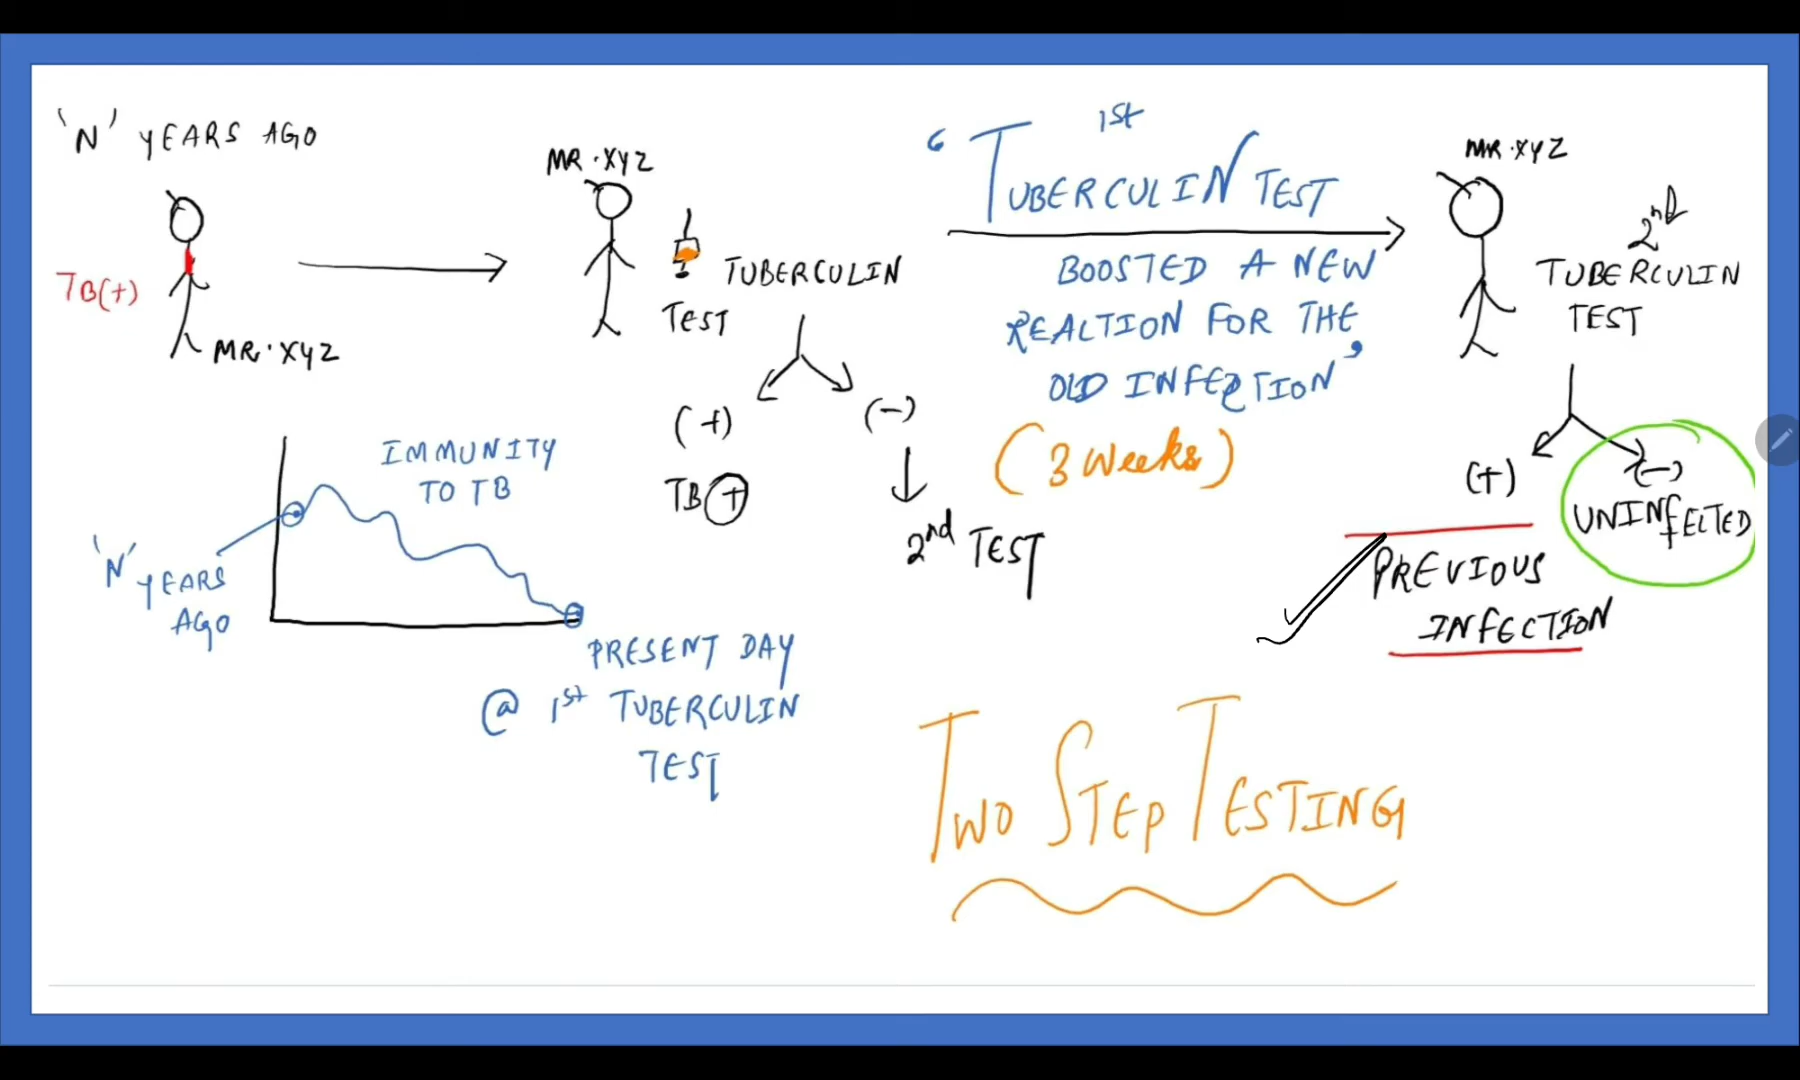 'N' YEARS AGO
TB(+)
MR.XYZ
MR.XYZ
TUBERCULIN
TEST
(+)
TB(+)
(-)
2nd TEST
IMMUNITY
TO TB
'N'
YEARS
AGO
PRESENT DAY
@ 1st TUBERCULIN
TEST
1st
"TUBERCULIN TEST
BOOSTED A NEW
REALTION FOR THE
OLD INFECTION"
(3 Weeks)
MR.XYZ
2nd
TUBERCULIN
TEST
(+)
(-)
UNINFECTED
PREVIOUS
INFECTION
TWO STEP TESTING